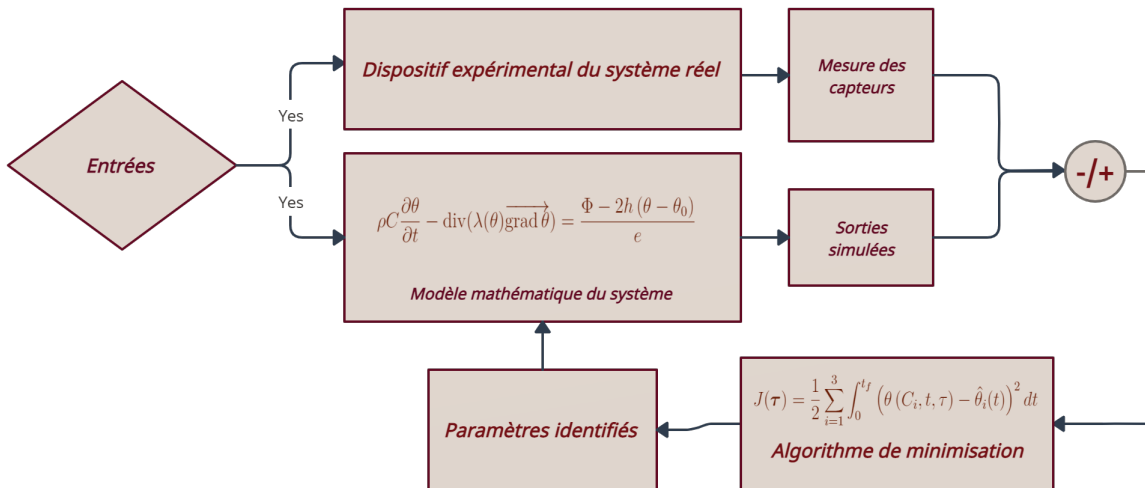 Dispositif expérimental du système réel
Mesure des
capteurs
Yes
Entrées
-/+
Yes
ρC ∂θ/∂t − div(λ(θ)grad θ) = (Φ − 2h (θ − θ₀))/e
Modèle mathématique du système
Sorties
simulées
J(τ) = 1/2 ∑_{i=1}^{3} ∫_0^{t_f} (θ (C_i, t, τ) − θ̂_i(t))² dt
Algorithme de minimisation
Paramètres identifiés